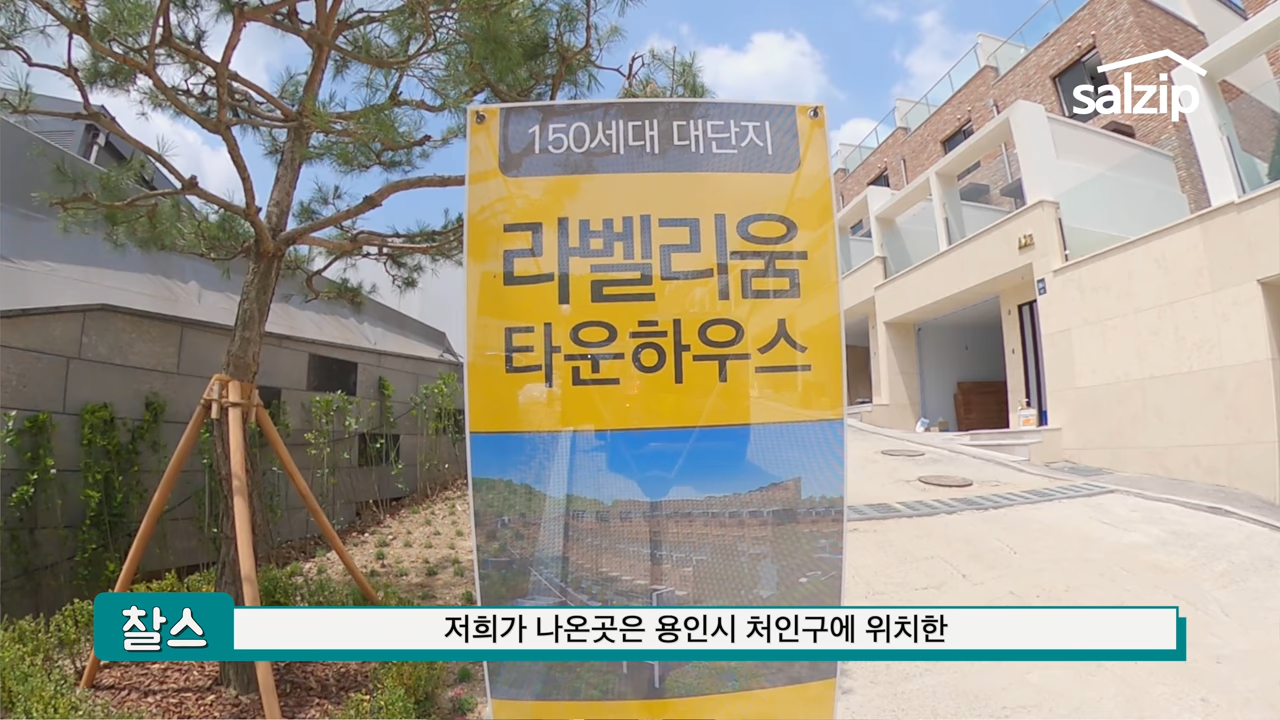 salzip
150세대 대단지
라벨리움
타운하우스
찰스
저희가 나온곳은 용인시 처인구에 위치한